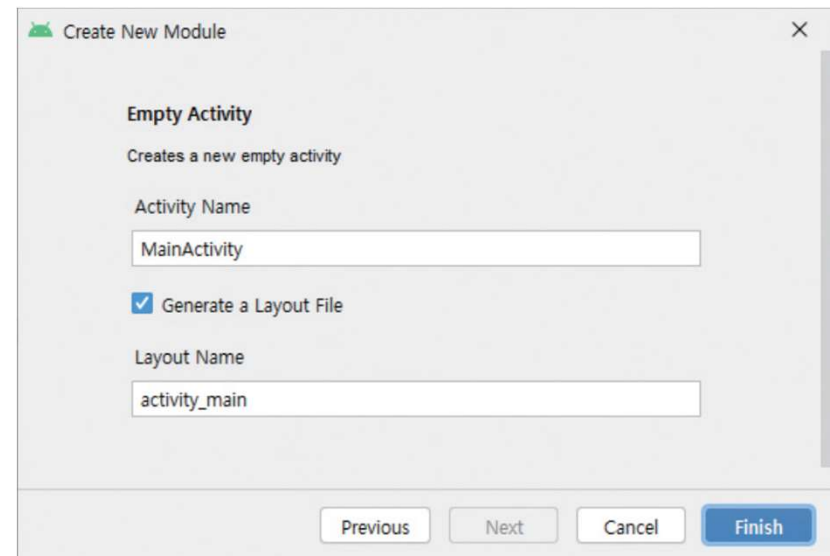 Create New Module
Empty Activity
Creates a new empty activity
Activity Name
MainActivity
Generate a Layout File
Layout Name
activity_main
Previous
Next
Cancel
Finish